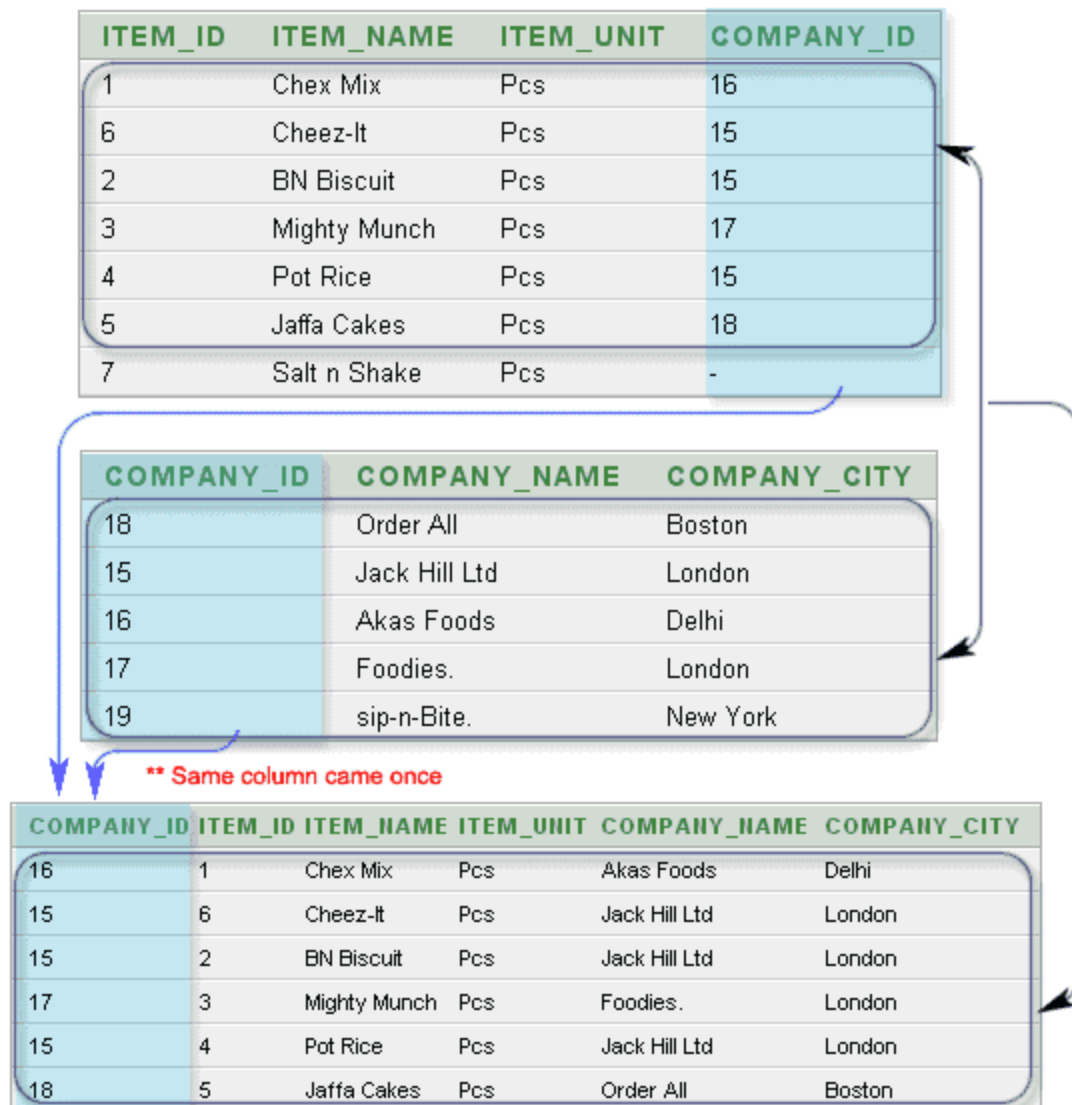 ITEM_ID ITEM_NAME ITEM_UNIT COMPANY_ID
1 Chex Mix Pcs 16
6 Cheez-It Pcs 15
2 BN Biscuit Pcs 15
3 Mighty Munch Pcs 17
4 Pot Rice Pcs 15
5 Jaffa Cakes Pcs 18
7 Salt n Shake Pcs -
COMPANY_ID COMPANY_NAME COMPANY_CITY
18 Order All Boston
15 Jack Hill Ltd London
16 Akas Foods Delhi
17 Foodies. London
19 sip-n-Bite. New York
** Same column came once
COMPANY_ID ITEM_ID ITEM_NAME ITEM_UNIT COMPANY_NAME COMPANY_CITY
16 1 Chex Mix Pcs Akas Foods Delhi
15 6 Cheez-It Pcs Jack Hill Ltd London
15 2 BN Biscuit Pcs Jack Hill Ltd London
17 3 Mighty Munch Pcs Foodies. London
15 4 Pot Rice Pcs Jack Hill Ltd London
18 5 Jaffa Cakes Pcs Order All Boston